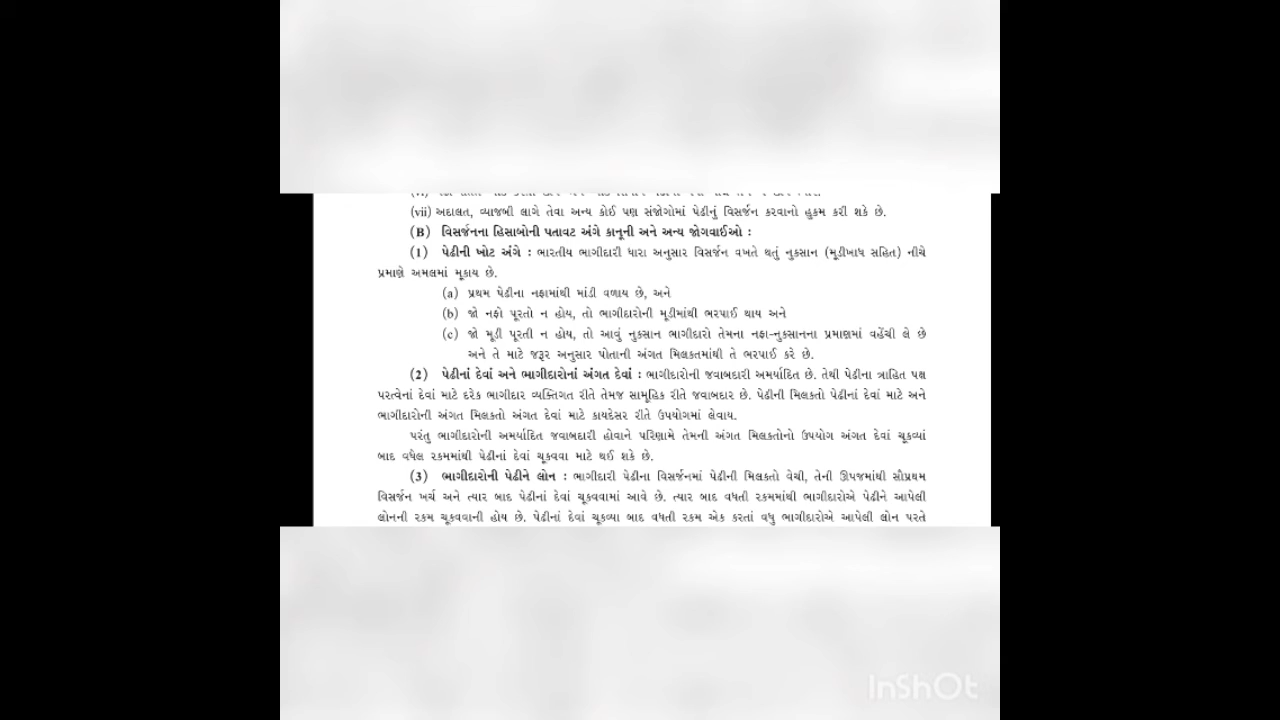 (vii) અદાલત, વ્યાજબી લાગે તેવા અન્ય કોઈ પણ સંજોગોમાં પેઢીનું વિસર્જન કરવાનો હુકમ કરી શકે છે.
(B) વિસર્જનના હિસાબોની પતાવટ અંગે કાનૂની અને અન્ય જોગવાઈઓ :
(1) પેઢીની ખોટ અંગે : ભારતીય ભાગીદારી ધારા અનુસાર વિસર્જન વખતે થતું નુકસાન (મૂડીખાધ સહિત) નીચે
પ્રમાણે અમલમાં મૂકાય છે.
(a) પ્રથમ પેઢીના નફામાંથી માંડી વળાય છે, અને
(b) જો નફો પૂરતો ન હોય, તો ભાગીદારોની મૂડીમાંથી ભરપાઈ થાય અને
(c) જો મૂડી પૂરતી ન હોય, તો આવું નુકસાન ભાગીદારો તેમના નફા-નુકસાનના પ્રમાણમાં વહેંચી લે છે
અને તે માટે જરૂર અનુસાર પોતાની અંગત મિલકતમાંથી તે ભરપાઈ કરે છે.
(2) પેઢીનાં દેવાં અને ભાગીદારોનાં અંગત દેવાં : ભાગીદારોની જવાબદારી અમર્યાદિત છે. તેથી પેઢીના ત્રાહિત પક્ષ
પરત્વેનાં દેવાં માટે દરેક ભાગીદાર વ્યક્તિગત રીતે તેમજ સામૂહિક રીતે જવાબદાર છે. પેઢીની મિલકતો પેઢીનાં દેવાં માટે અને
ભાગીદારોની અંગત મિલકતો અંગત દેવાં માટે કાયદેસર રીતે ઉપયોગમાં લેવાય.
પરંતુ ભાગીદારોની અમર્યાદિત જવાબદારી હોવાને પરિણામે તેમની અંગત મિલકતોનો ઉપયોગ અંગત દેવાં ચૂકવ્યાં
બાદ વધેલ રકમમાંથી પેઢીનાં દેવાં ચૂકવવા માટે થઈ શકે છે.
(3) ભાગીદારોની પેઢીને લોન : ભાગીદારી પેઢીના વિસર્જનમાં પેઢીની મિલકતો વેચી, તેની ઊપજમાંથી સૌપ્રથમ
વિસર્જન ખર્ચ અને ત્યાર બાદ પેઢીનાં દેવાં ચૂકવવામાં આવે છે. ત્યાર બાદ વધતી રકમમાંથી ભાગીદારોએ પેઢીને આપેલી
લોનની રકમ ચૂકવવાની હોય છે. પેઢીનાં દેવાં ચૂકવ્યા બાદ વધતી રકમ એક કરતાં વધુ ભાગીદારોએ આપેલી લોન પરતે
InShOt